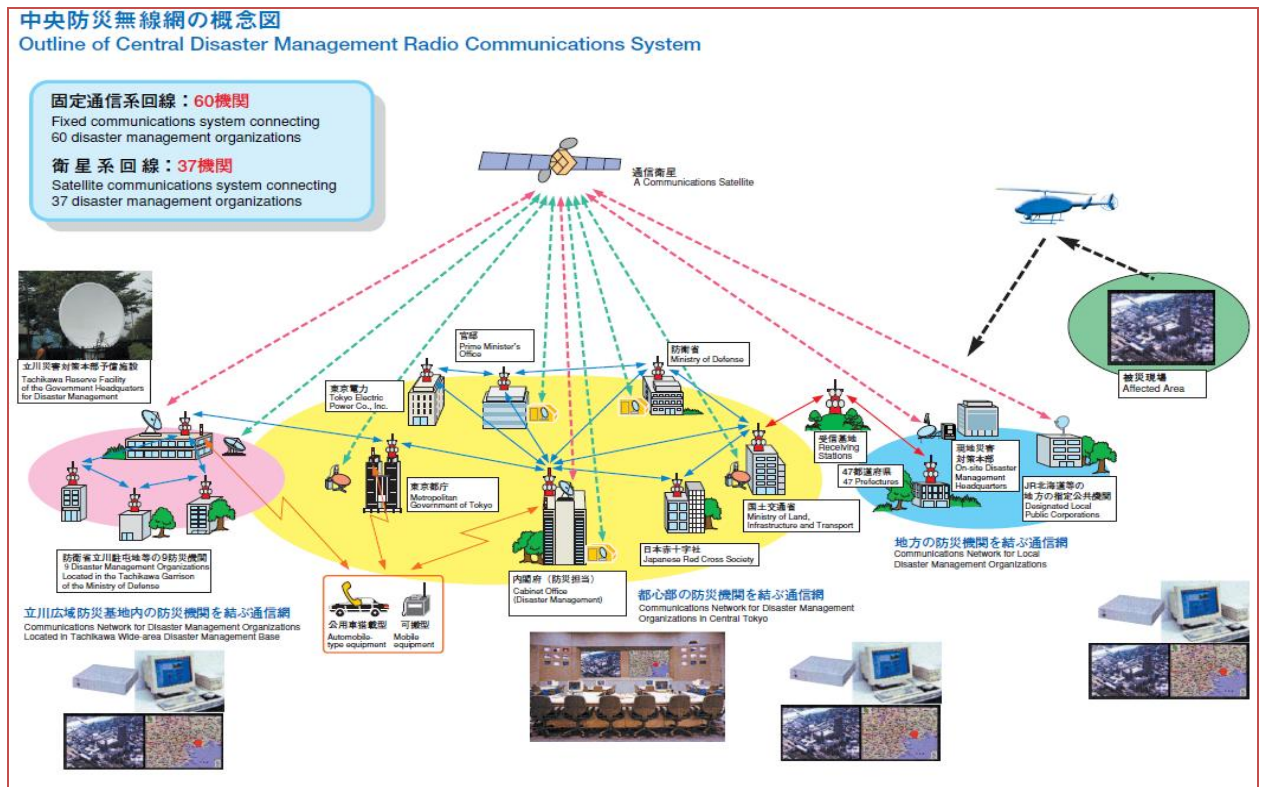 中央防災無線網の概念図
Outline of Central Disaster Management Radio Communications System
固定通信系回線：60機関
Fixed communications system connecting
60 disaster management organizations
衛星系回線：37機関
Satellite communications system connecting
37 disaster management organizations
通信衛星
A Communications Satellite
立川災害対策本部予備施設
Tachikawa Reserve Facility
of the Government Headquaters
for Disaster Management
官邸
Prime Minister's
Office
防衛省
Ministry of Defense
東京電力
Tokyo Electric
Power Co., Inc.
被災現場
Affected Area
受信基地
Receiving
Stations
現地災害
対策本部
On-site Disaster
Management
Headquarters
47都道府県
47 Prefectures
JR北海道等の
地方の指定公共機関
Designated Local
Public Corporations
東京都庁
Metropolitan
Government of Tokyo
国土交通省
Ministry of Land,
Infrastructure and Transport
日本赤十字社
Japanese Red Cross Society
地方の防災機関を結ぶ通信網
Communications Network for Local
Disaster Management Organizations
防衛省立川駐屯地等の9防災機関
9 Disaster Management Organizations
Located in the Tachikawa Garrison
of the Ministry of Defense
内閣府（防災担当）
Cabinet Office
(Disaster Management)
都心部の防災機関を結ぶ通信網
Communications Network for Disaster Management
Organizations in Central Tokyo
立川広域防災基地内の防災機関を結ぶ通信網
Communications Network for Disaster Management Organizations
Located in Tachikawa Wide-area Disaster Management Base
公用車搭載型
Automobile-
type equipment
可搬型
Mobile
equipment